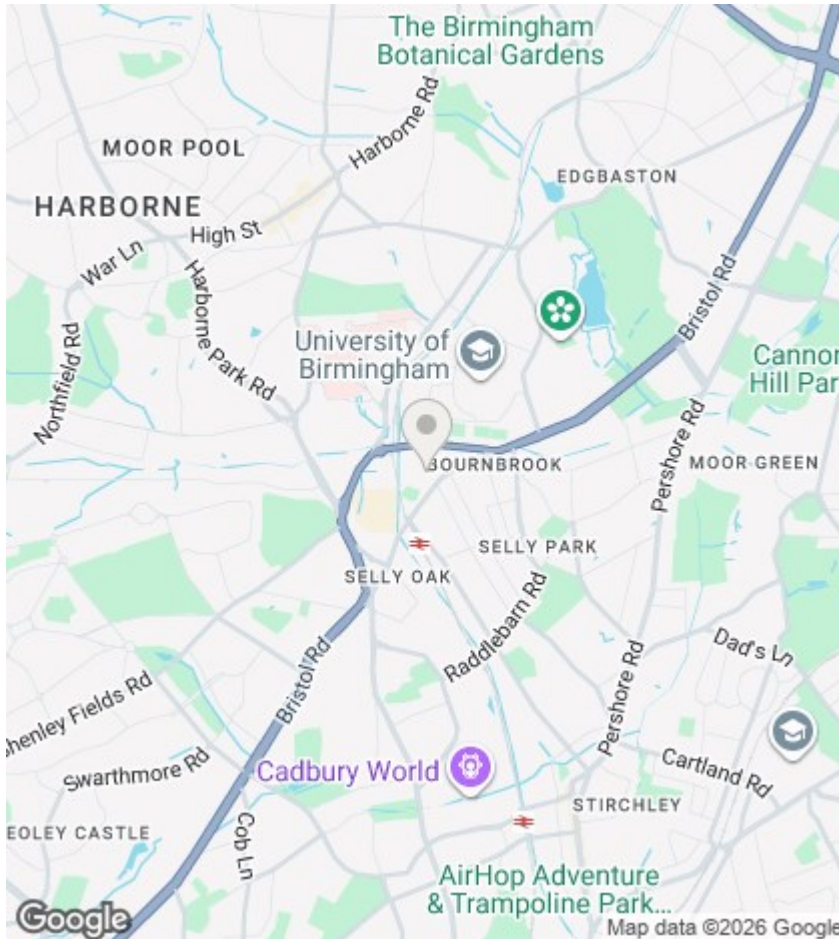 The Birmingham
Botanical Gardens
Harborne Rd
MOOR POOL
EDGBASTON
HARBORNE
High St
War Ln
Harborne Park Rd
Northfield Rd
University of
Birmingham
Bristol Rd
Cannon
Hill Par
Pershore Rd
BOURNBROOK
MOOR GREEN
SELLY PARK
SELLY OAK
Raddlebarn Rd
Dad's Ln
Bristol Rd
Pershore Rd
Shenley Fields Rd
Swarthmore Rd
Cadbury World
Cartland Rd
STIRCHLEY
EOLEY CASTLE
Cob Ln
AirHop Adventure
& Trampoline Park...
Google
Map data ©2026 Google